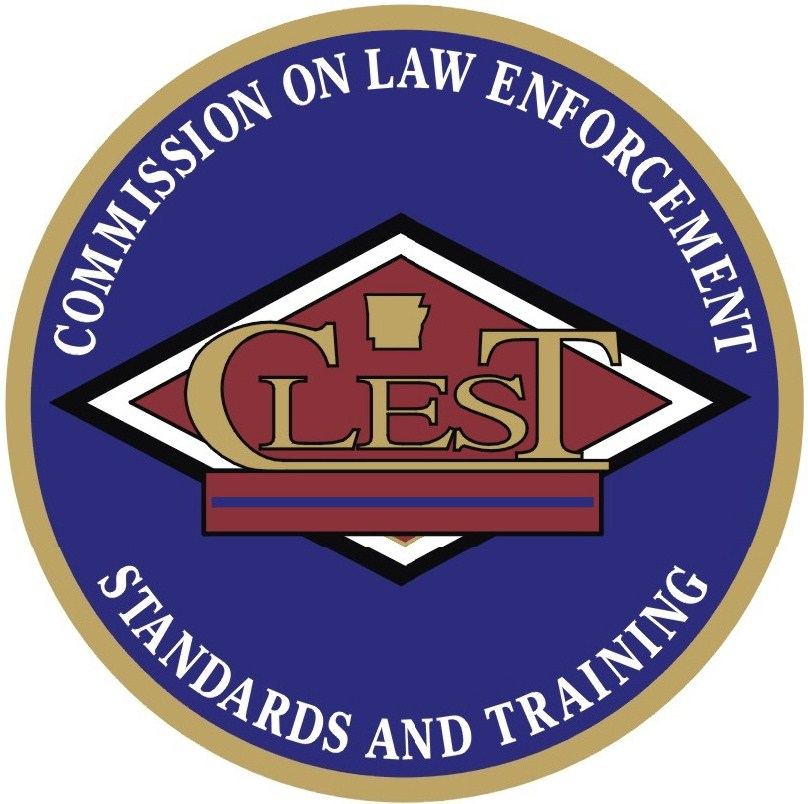 COMMISSION ON LAW ENFORCEMENT
CLEST
STANDARDS AND TRAINING